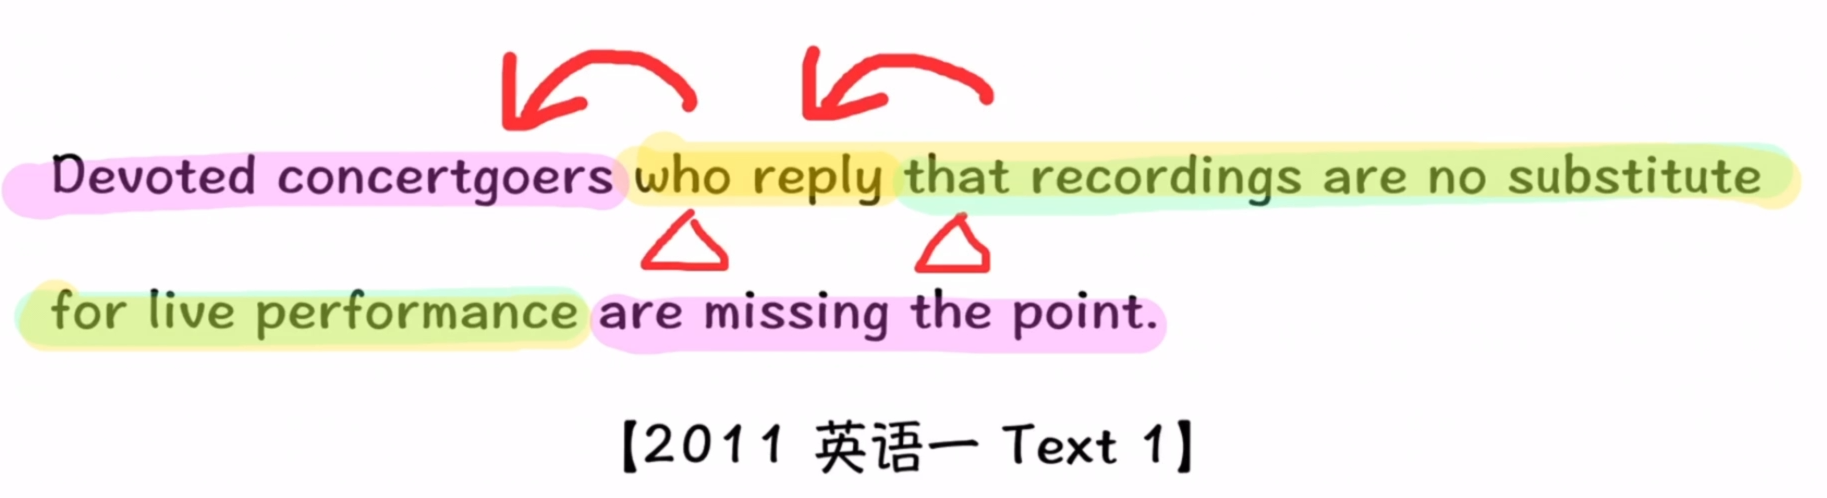 Devoted concertgoers who reply that recordings are no substitute
for live performance are missing the point.
【2011 英语一 Text 1】